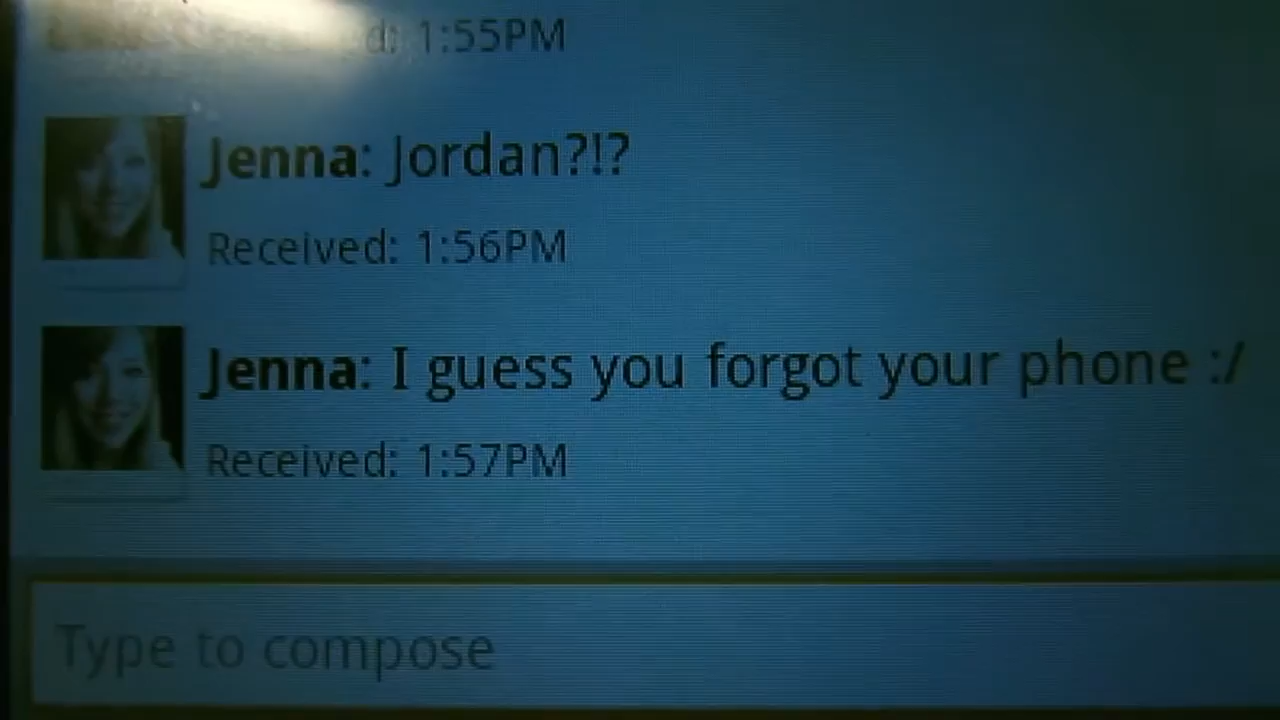 1:55PM
Jenna: Jordan?!?
Received: 1:56PM
Jenna: I guess you forgot your phone :/
Received: 1:57PM
Type to compose